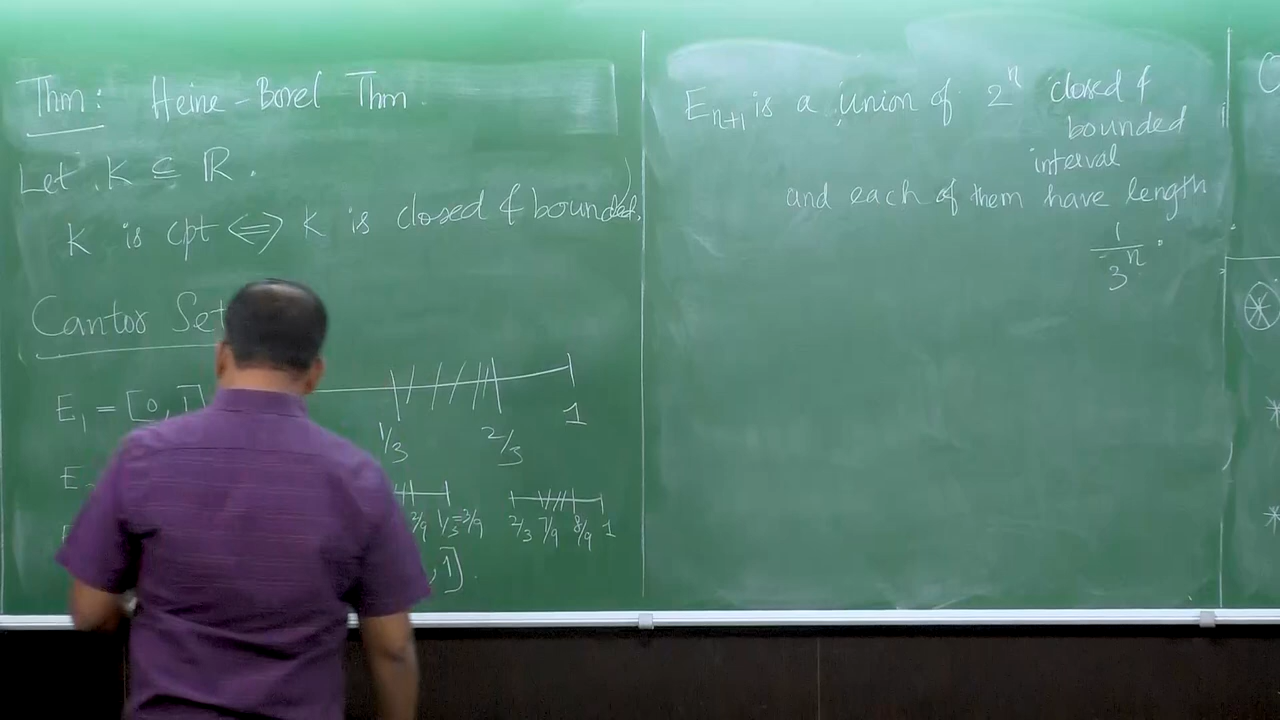 Thm: Heine-Borel Thm.
Let K ⊆ ℝ.
K is cpt ⟺ K is closed & bounded.
Cantor Set
E₁ = [0, 1]
1/3 2/3 1
E
2/9 1/3=3/9 2/3 7/9 8/9 1
, 1].
Eₙ₊₁ is a union of 2ⁿ closed &
bounded
interval
and each of them have length
1/3ⁿ.